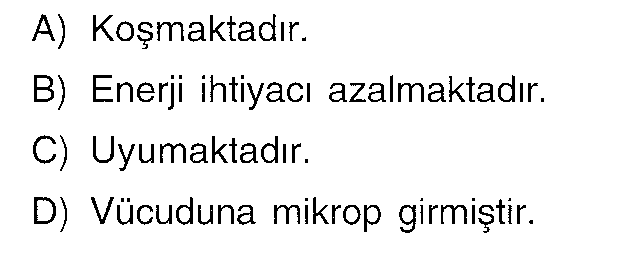 A) Koşmaktadır.
B) Enerji ihtiyacı azalmaktadır.
C) Uyumaktadır.
D) Vücuduna mikrop girmiştir.